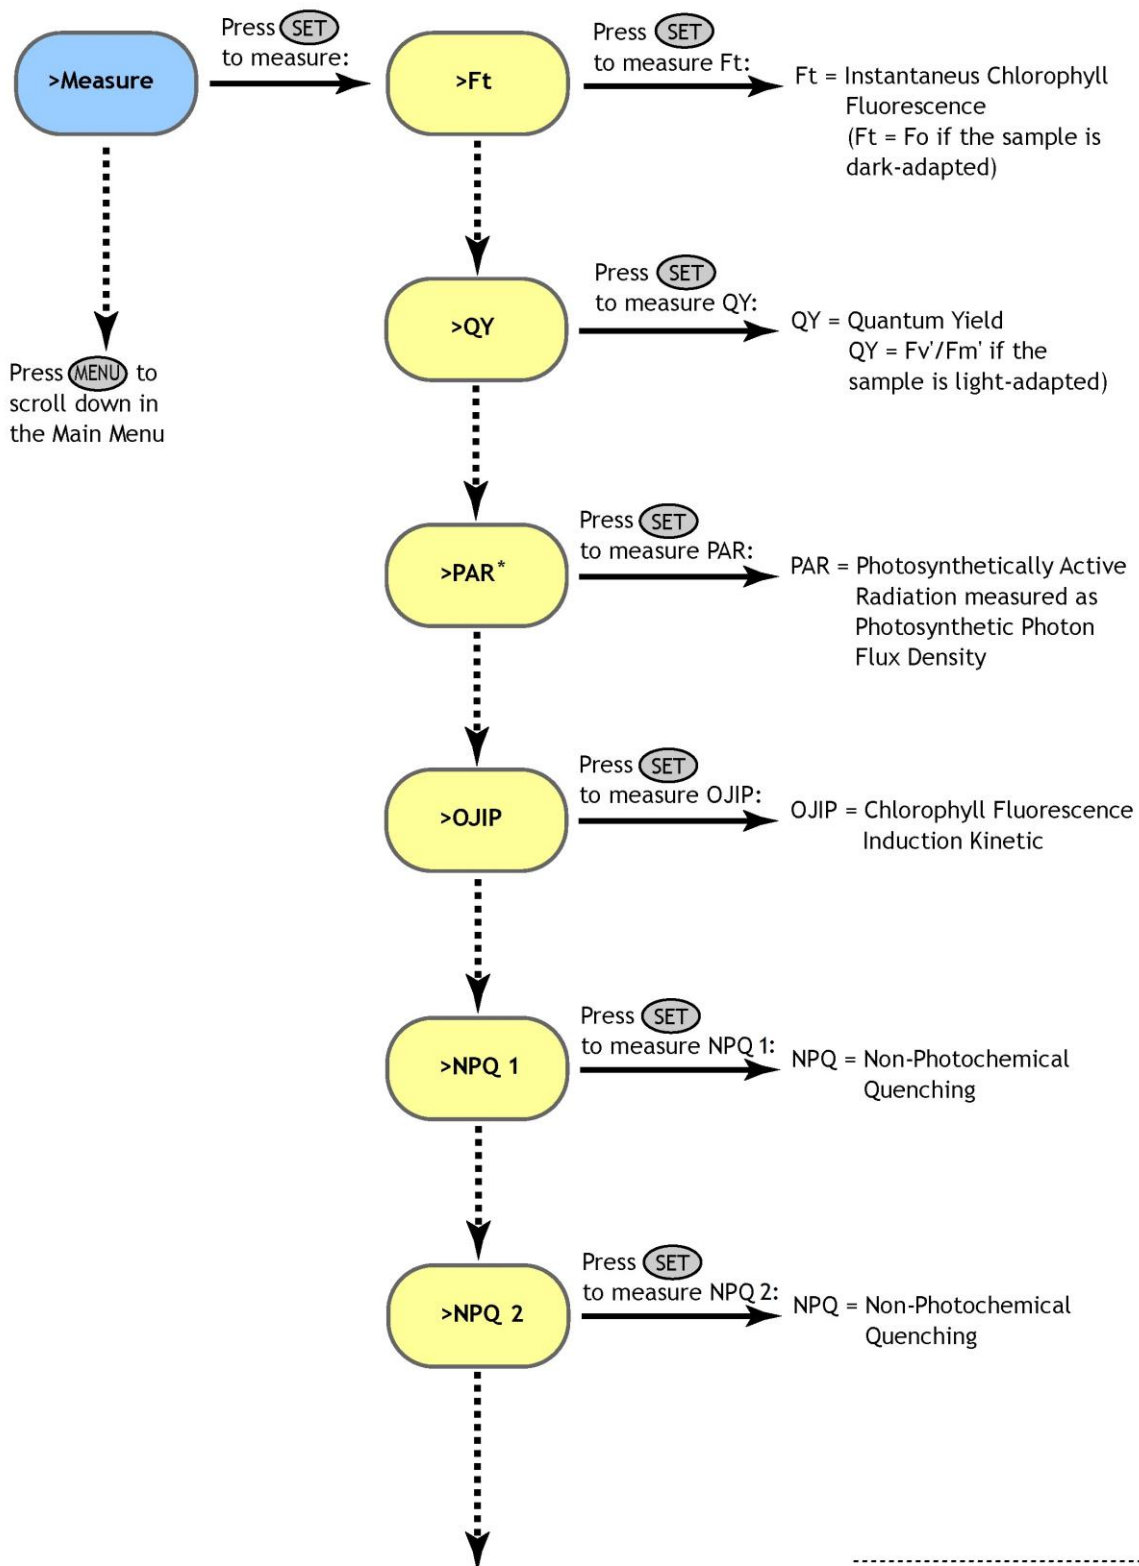 >Measure
Press SET
to measure:
>Ft
Press SET
to measure Ft:
Ft = Instantaneus Chlorophyll
Fluorescence
(Ft = Fo if the sample is
dark-adapted)
Press MENU to
scroll down in
the Main Menu
>QY
Press SET
to measure QY:
QY = Quantum Yield
QY = Fv'/Fm' if the
sample is light-adapted)
>PAR*
Press SET
to measure PAR:
PAR = Photosynthetically Active
Radiation measured as
Photosynthetic Photon
Flux Density
>OJIP
Press SET
to measure OJIP:
OJIP = Chlorophyll Fluorescence
Induction Kinetic
>NPQ 1
Press SET
to measure NPQ 1:
NPQ = Non-Photochemical
Quenching
>NPQ 2
Press SET
to measure NPQ 2:
NPQ = Non-Photochemical
Quenching